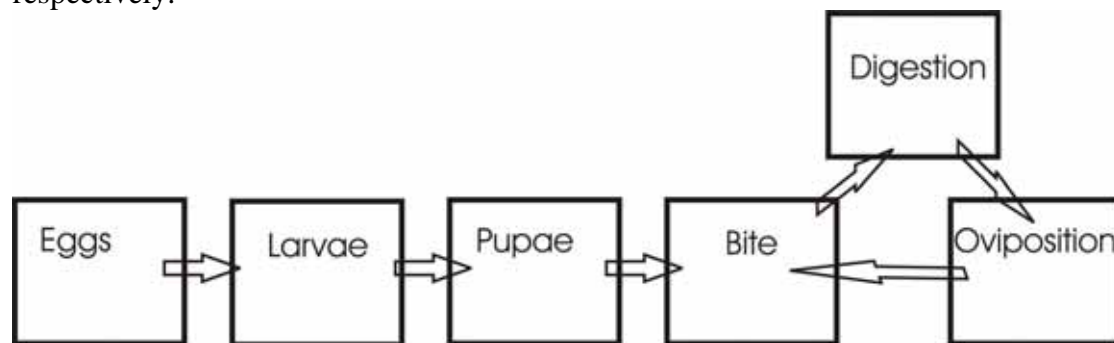 respectively.
Digestion
Eggs
Larvae
Pupae
Bite
Oviposition